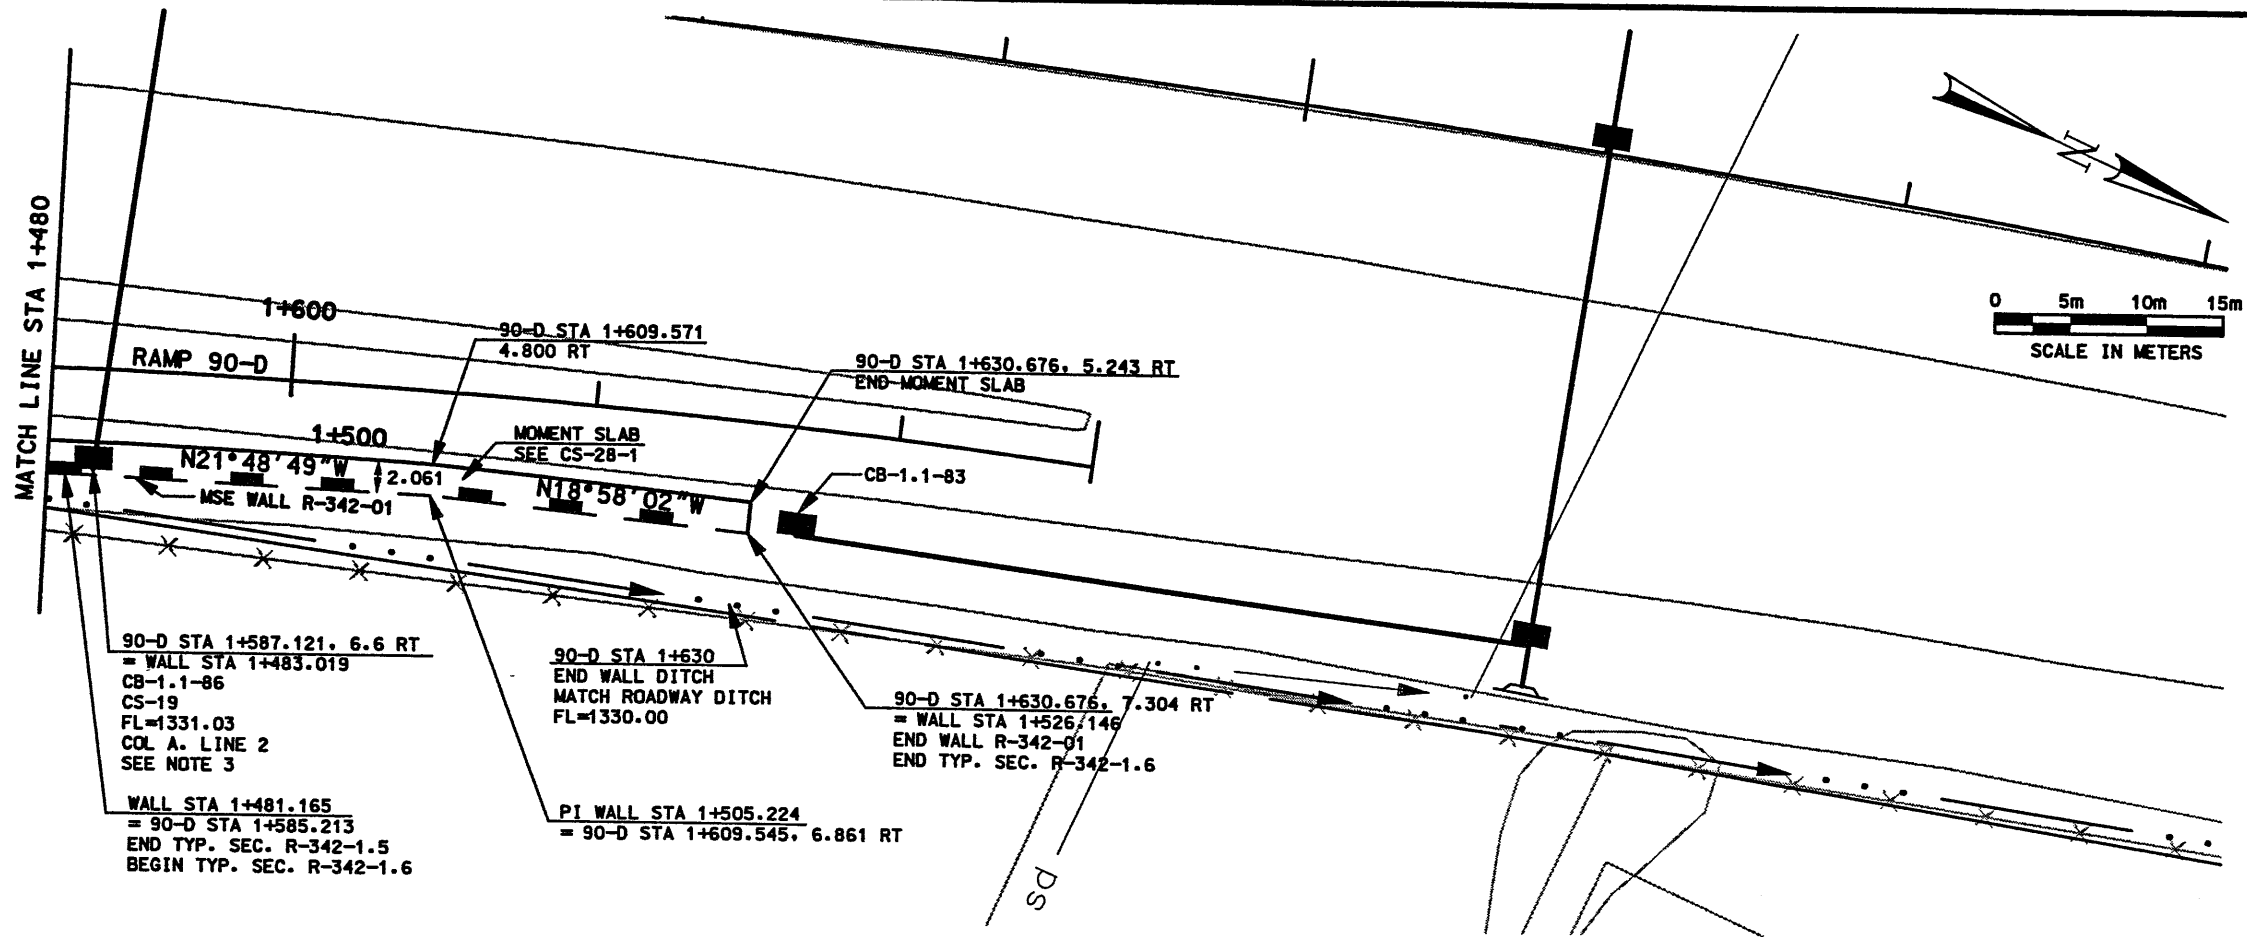 MATCH LINE STA 1+480
1+600
RAMP 90-D
1+500
N21°48'49"W
2.061
MSE WALL R-342-01
90-D STA 1+609.571
4.800 RT
MOMENT SLAB
SEE CS-28-1
N18°58'02"W
90-D STA 1+630.676, 5.243 RT
END MOMENT SLAB
CB-1.1-83
N
0 5m 10m 15m
SCALE IN METERS
90-D STA 1+587.121, 6.6 RT
= WALL STA 1+483.019
CB-1.1-86
CS-19
FL=1331.03
COL A. LINE 2
SEE NOTE 3
WALL STA 1+481.165
= 90-D STA 1+585.213
END TYP. SEC. R-342-1.5
BEGIN TYP. SEC. R-342-1.6
90-D STA 1+630
END WALL DITCH
MATCH ROADWAY DITCH
FL=1330.00
PI WALL STA 1+505.224
= 90-D STA 1+609.545, 6.861 RT
90-D STA 1+630.676, 7.304 RT
= WALL STA 1+526.146
END WALL R-342-01
END TYP. SEC. R-342-1.6
sd